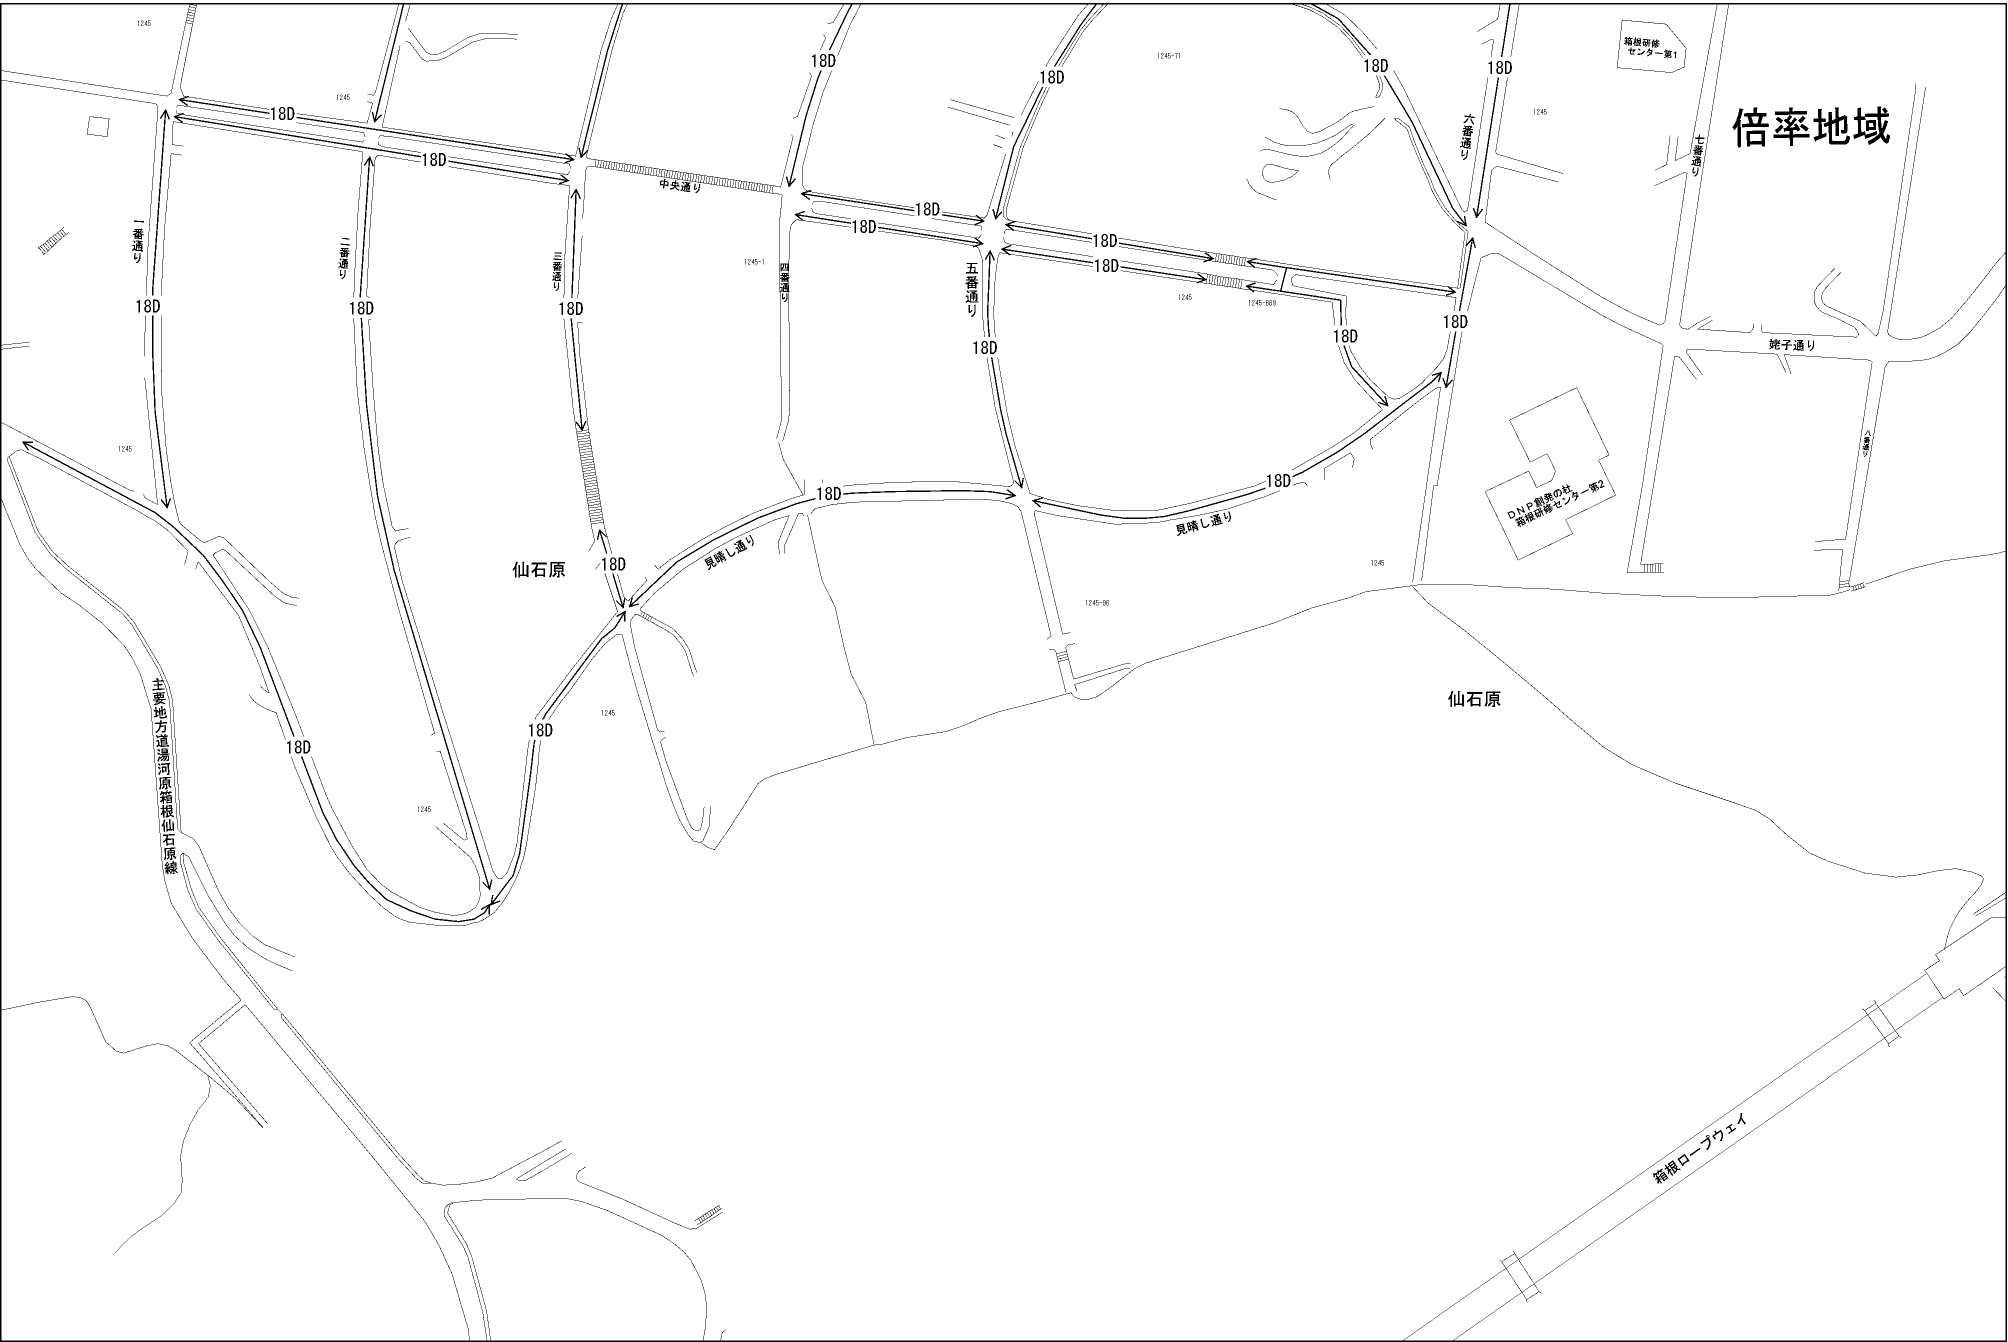 1245
箱根研修
センター第1
18D
1245-71
18D
18D
18D
倍率地域
1245
1245
18D
六番通り
七番通り
18D
中央通り
18D
18D
一番通り
二番通り
三番通り
1245-1
四番通り
五番通り
18D
18D
1245
1245-669
18D
18D
18D
18D
18D
18D
18D
姥子通り
1245
八番通り
18D
18D
見晴し通り
見晴し通り
DNP創発の杜
箱根研修センター第2
仙石原
18D
1245
1245-96
仙石原
主要地方道湯河原箱根仙石原線
1245
18D
18D
1245
箱根ロープウェイ